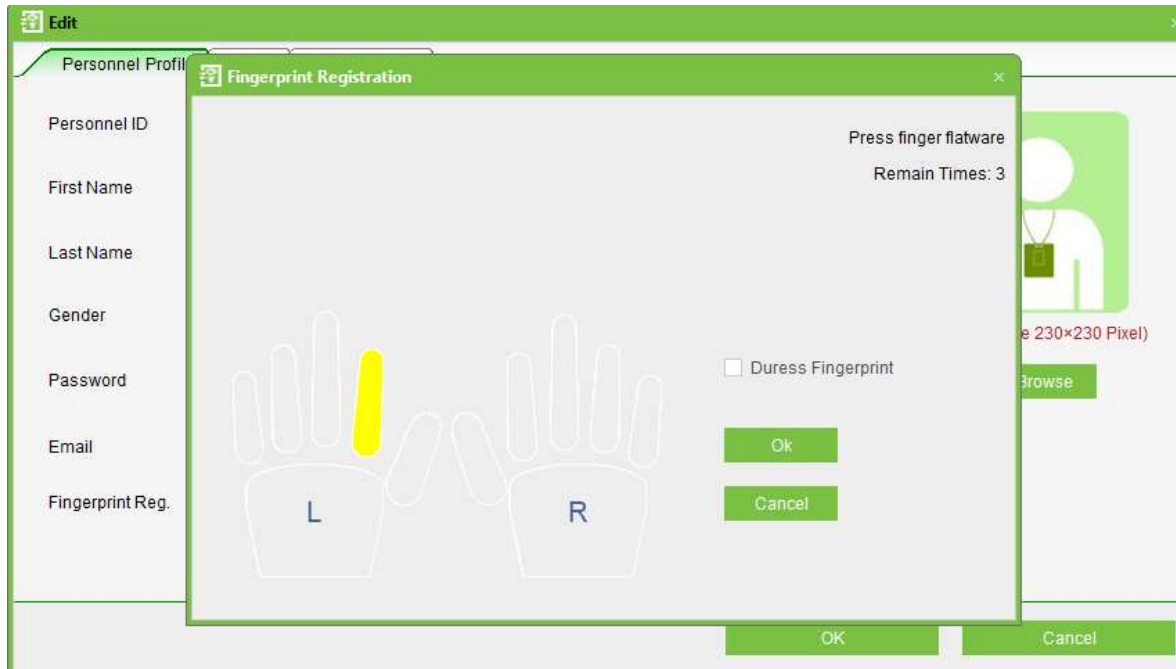 Edit
Personnel Profil
Fingerprint Registration
Personnel ID
Press finger flatware
Remain Times: 3
First Name
Last Name
Gender
e 230×230 Pixel)
Duress Fingerprint
Password
Browse
Email
Ok
Fingerprint Reg.
Cancel
L
R
OK
Cancel